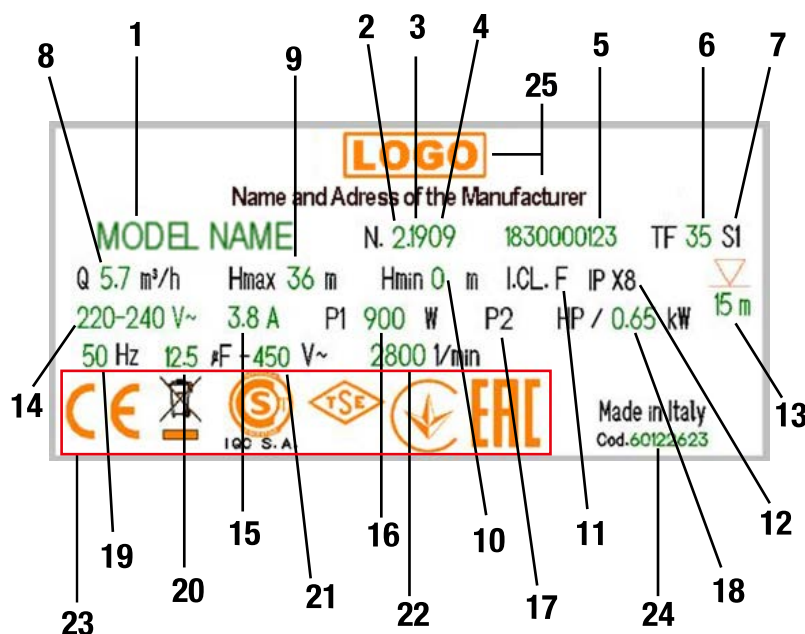 1 2 3 4 5 6 7
8 9 25
LOGO
Name and Adress of the Manufacturer
MODEL NAME N. 2.1909 1830000123 TF 35 S1
Q 5.7 m³/h Hmax 36 m Hmin 0 m I.CL. F IP X8
220-240 V~ 3.8 A P1 900 W P2 HP / 0.65 kW 15 m
50 Hz 12.5 µF - 450 V~ 2800 1/min
14 13
CE S TSE EAC
IQC S.A.
Made in Italy
Cod.60122623
19 15 16 10 11 12
20 21 22 17 18
23 24